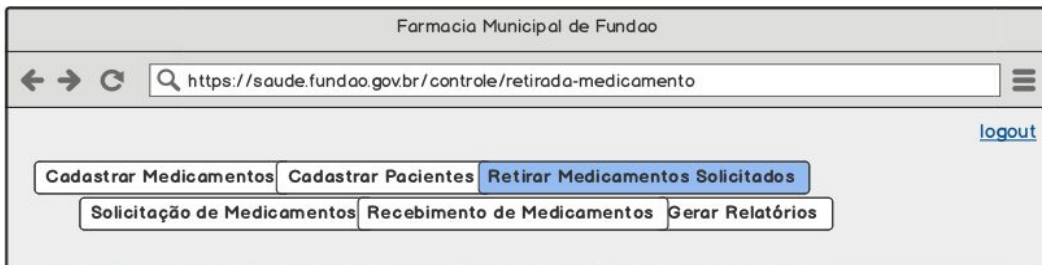 Farmacia Municipal de Fundao
https://saude.fundao.gov.br/controle/retirada-medicamento
logout
Cadastrar Medicamentos Cadastrar Pacientes Retirar Medicamentos Solicitados
Solicitação de Medicamentos Recebimento de Medicamentos Gerar Relatórios